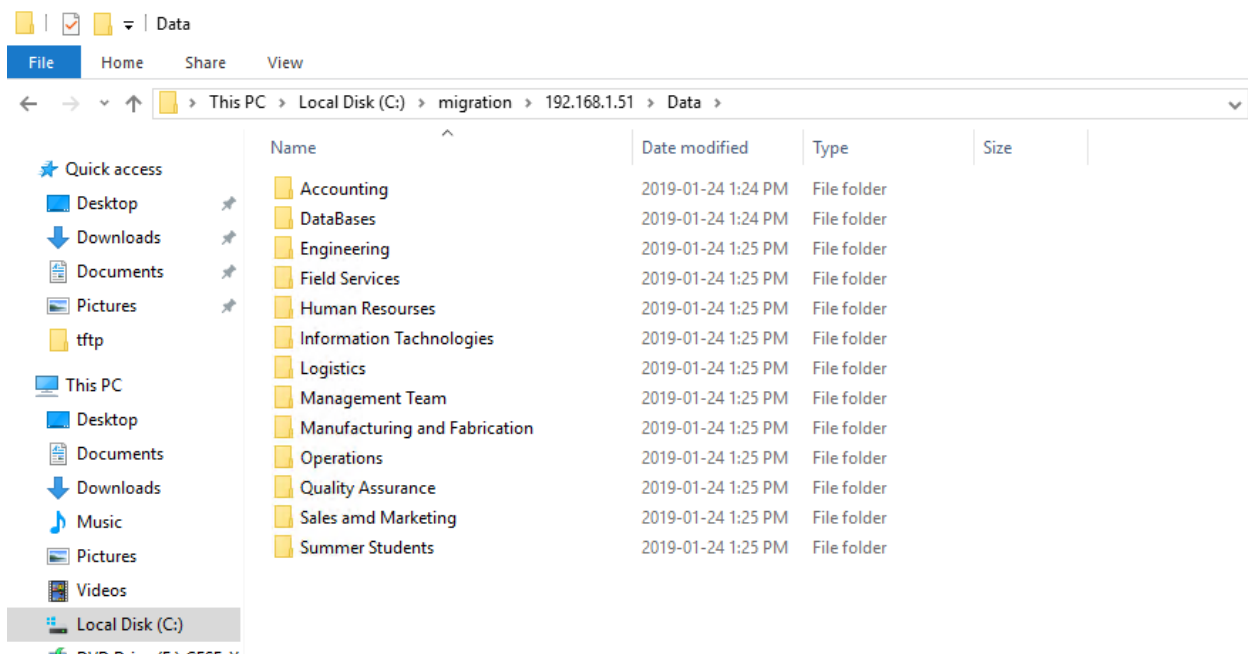 Data
File Home Share View
This PC > Local Disk (C:) > migration > 192.168.1.51 > Data >
Name Date modified Type Size
Quick access
Desktop
Downloads
Documents
Pictures
tftp
This PC
Desktop
Documents
Downloads
Music
Pictures
Videos
Local Disk (C:)
Accounting 2019-01-24 1:24 PM File folder
DataBases 2019-01-24 1:24 PM File folder
Engineering 2019-01-24 1:25 PM File folder
Field Services 2019-01-24 1:25 PM File folder
Human Resourses 2019-01-24 1:25 PM File folder
Information Tachnologies 2019-01-24 1:25 PM File folder
Logistics 2019-01-24 1:25 PM File folder
Management Team 2019-01-24 1:25 PM File folder
Manufacturing and Fabrication 2019-01-24 1:25 PM File folder
Operations 2019-01-24 1:25 PM File folder
Quality Assurance 2019-01-24 1:25 PM File folder
Sales amd Marketing 2019-01-24 1:25 PM File folder
Summer Students 2019-01-24 1:25 PM File folder